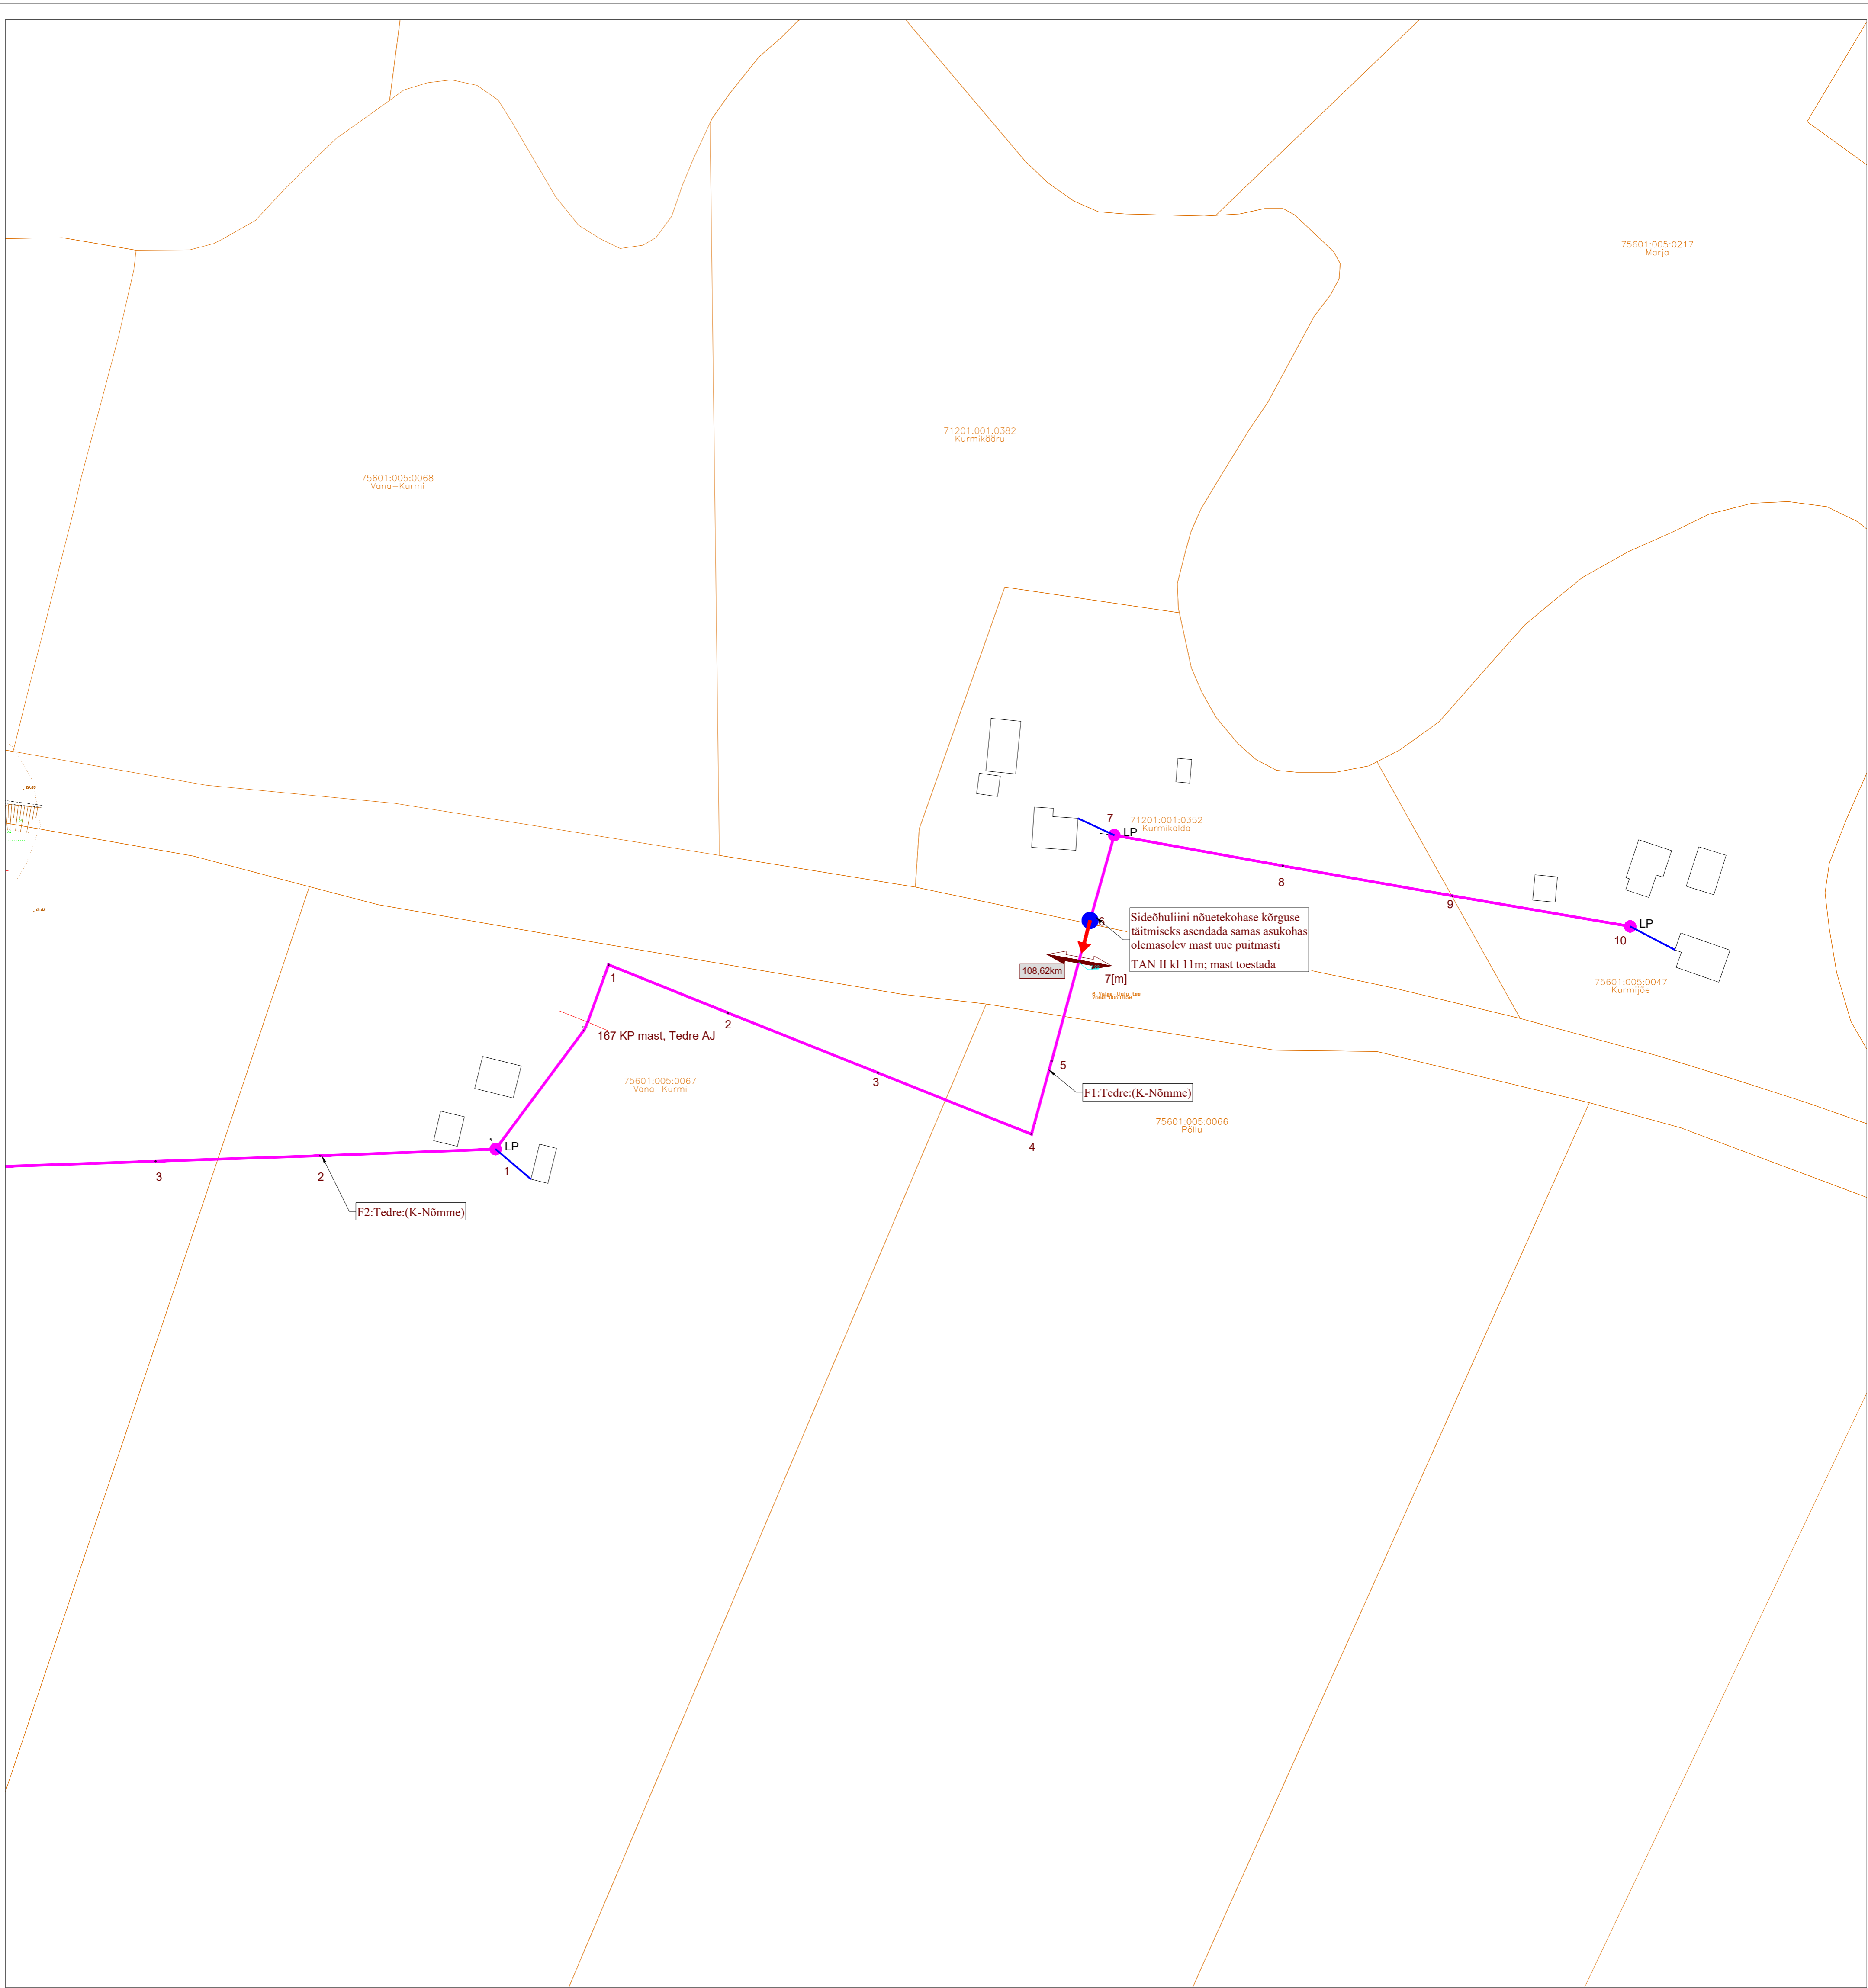 75601:005:0217
Marja
71201:001:0382
Kurmikääru
75601:005:0068
Vana-Kurmi
7
LP
71201:001:0352
Kurmikalda
8
9
LP
10
6
Sideõhuliini nõuetekohase kõrguse
täitmiseks asendada samas asukohas
olemasolev mast uue puitmasti
TAN II kl 11m; mast toestada
108,62km
7[m]
75601:005:0047
Kurmijõe
1
2
167 KP mast, Tedre AJ
3
75601:005:0067
Vana-Kurmi
5
F1:Tedre:(K-Nõmme)
75601:005:0066
Põllu
4
LP
1
2
3
F2:Tedre:(K-Nõmme)